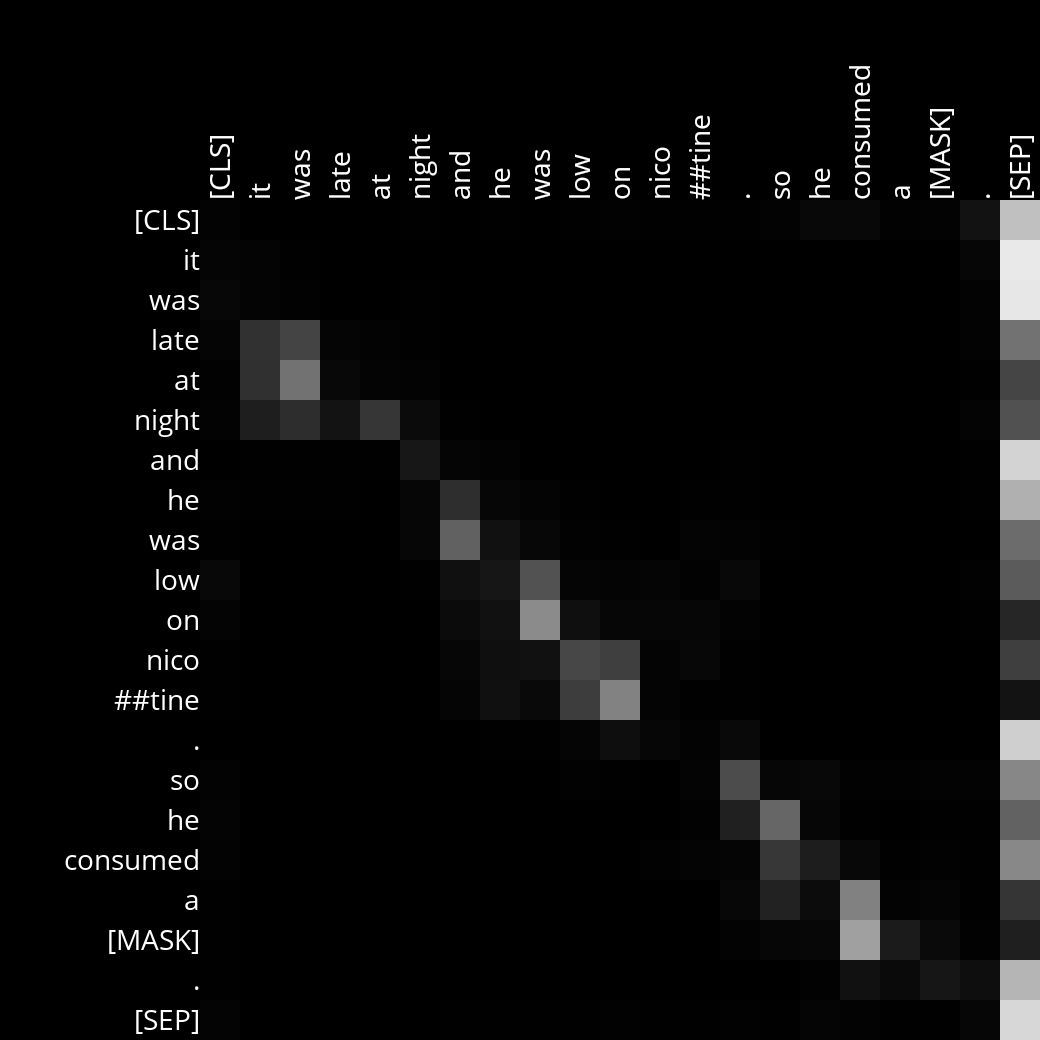 [CLS] it was late at night and he was low on nico ##tine . so he consumed a [MASK] . [SEP]
[CLS]
it
was
late
at
night
and
he
was
low
on
nico
##tine
.
so
he
consumed
a
[MASK]
.
[SEP]